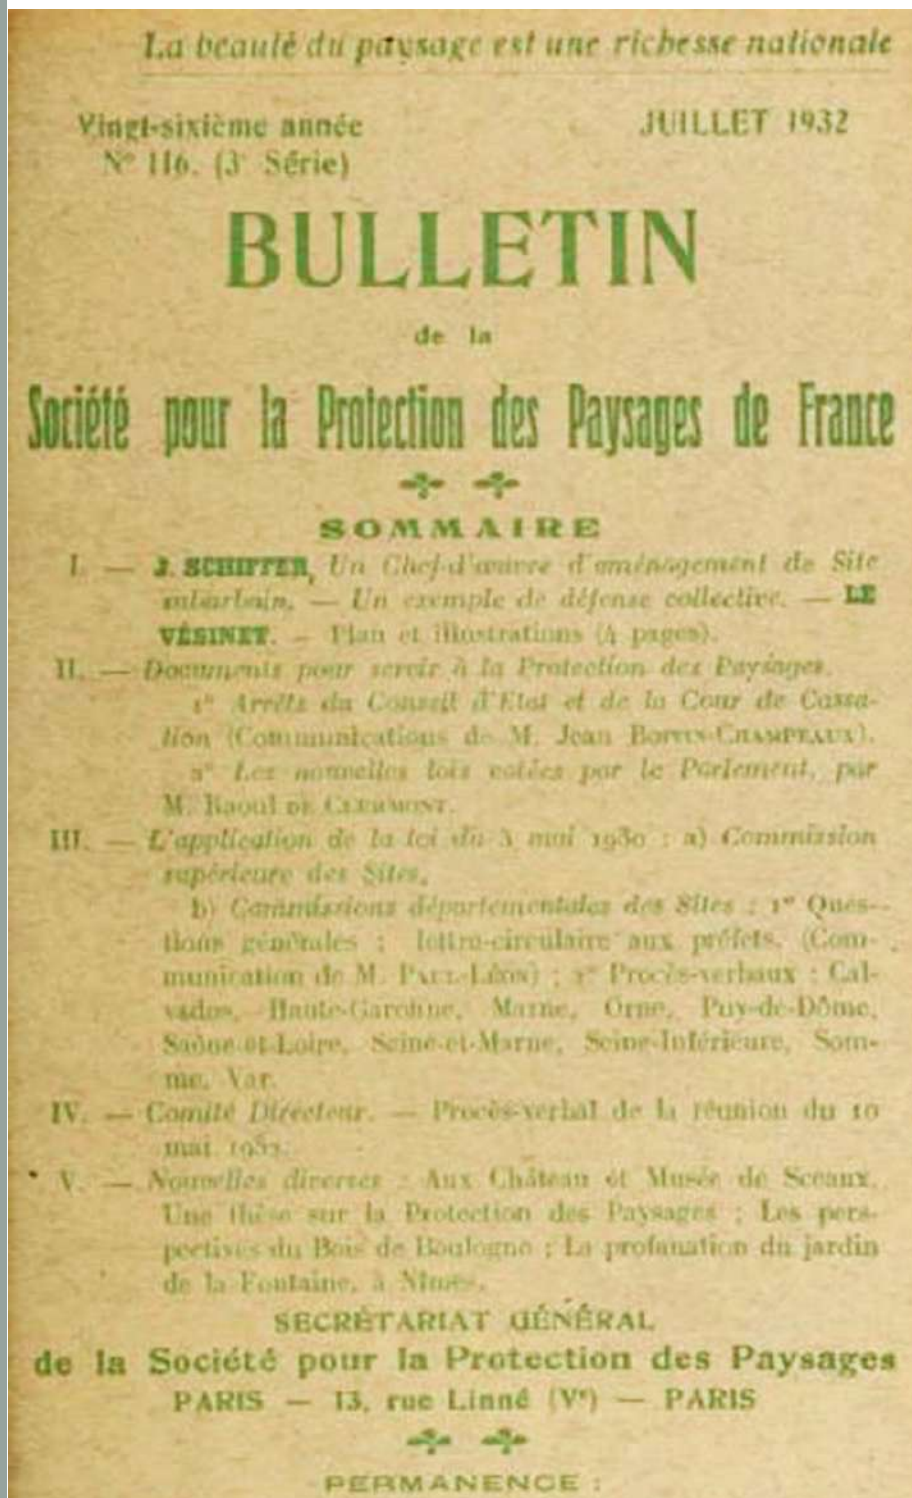 La beauté du paysage est une richesse nationale
Vingt-sixième année
JUILLET 1932
N° 116. (3e Série)
BULLETIN
de la
Société pour la Protection des Paysages de France
SOMMAIRE
I. — J. SCHIFFER, Un Chef-d'œuvre d'aménagement de Site
suburbain. — Un exemple de défense collective. — LE
VÉSINET. — Plan et illustrations (4 pages).
II. — Documents pour servir à la Protection des Paysages.
1° Arrêts du Conseil d'Etat et de la Cour de Cassa-
tion (Communications de M. Jean BOIVIN-CHAMPEAUX).
2° Les nouvelles lois votées par le Parlement, par
M. Raoul DE CLERMONT.
III. — L'application de la loi du 2 mai 1930 : a) Commission
supérieure des Sites.
b) Commissions départementales des Sites : 1° Ques-
tions générales ; lettre-circulaire aux préfets. (Com-
munication de M. PAUL-LÉON) ; 2° Procès-verbaux : Cal-
vados, Haute-Garonne, Marne, Orne, Puy-de-Dôme,
Saône-et-Loire, Seine-et-Marne, Seine-Inférieure, Som-
me, Var.
IV. — Comité Directeur. — Procès-verbal de la réunion du 10
mai 1932.
V. — Nouvelles diverses : Aux Château et Musée de Sceaux.
Une thèse sur la Protection des Paysages ; Les pers-
pectives du Bois de Boulogne ; La profanation du jardin
de la Fontaine, à Nîmes.
SECRÉTARIAT GÉNÉRAL
de la Société pour la Protection des Paysages
PARIS — 13, rue Linné (Ve) — PARIS
PERMANENCE :